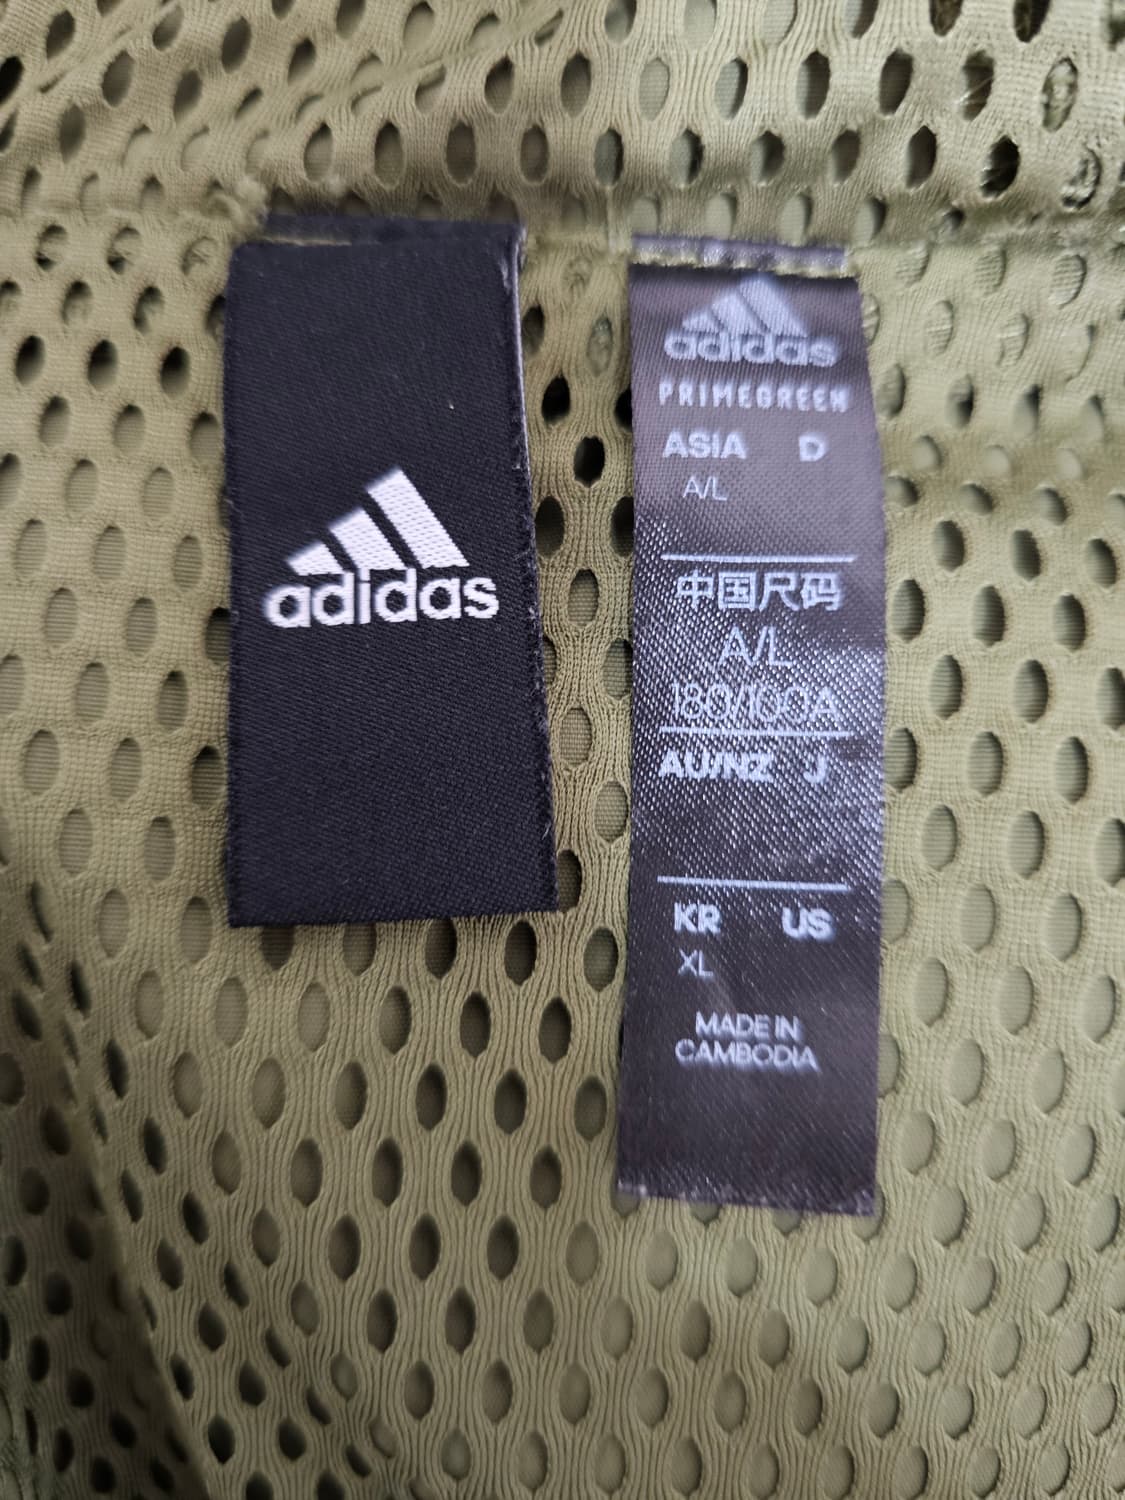 adidas
adidas
PRIMEGREEN
ASIA D
A/L
中国尺码
A/L
180/100A
AU/NZ J
KR US
XL
MADE IN
CAMBODIA